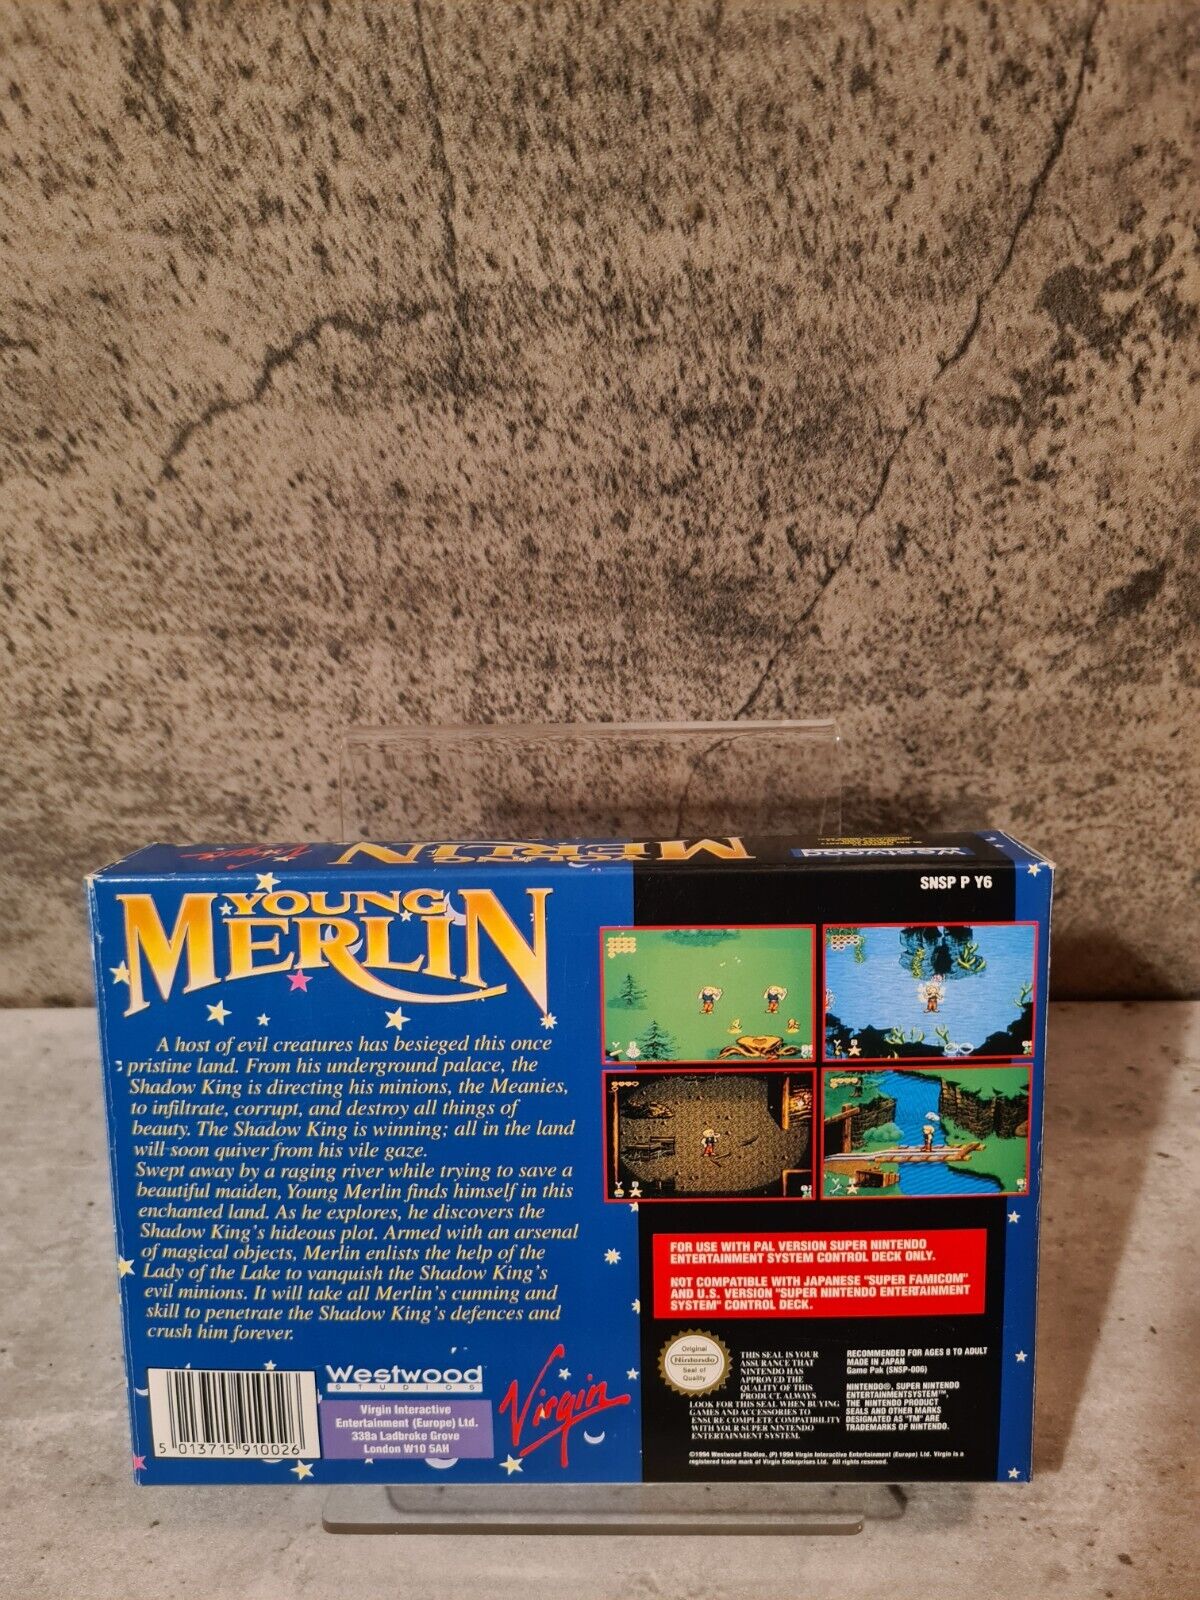 Virgin
YOUNG
MERLIN
Westwood
SNSP P Y6
YOUNG
MERLIN
A host of evil creatures has besieged this once
pristine land. From his underground palace, the
Shadow King is directing his minions, the Meanies,
to infiltrate, corrupt, and destroy all things of
beauty. The Shadow King is winning; all in the land
will soon quiver from his vile gaze.
Swept away by a raging river while trying to save a
beautiful maiden, Young Merlin finds himself in this
enchanted land. As he explores, he discovers the
Shadow King's hideous plot. Armed with an arsenal
of magical objects, Merlin enlists the help of the
Lady of the Lake to vanquish the Shadow King's
evil minions. It will take all Merlin's cunning and
skill to penetrate the Shadow King's defences and
crush him forever.
5 013715 910026
Westwood
STUDIOS
Virgin Interactive
Entertainment (Europe) Ltd.
338a Ladbroke Grove
London W10 5AH
Virgin
FOR USE WITH PAL VERSION SUPER NINTENDO
ENTERTAINMENT SYSTEM CONTROL DECK ONLY.
NOT COMPATIBLE WITH JAPANESE "SUPER FAMICOM"
AND U.S. VERSION "SUPER NINTENDO ENTERTAINMENT
SYSTEM" CONTROL DECK.
Original
Nintendo
Seal of
Quality
THIS SEAL IS YOUR
ASSURANCE THAT
NINTENDO HAS
APPROVED THE
QUALITY OF THIS
PRODUCT. ALWAYS
LOOK FOR THIS SEAL WHEN BUYING
GAMES AND ACCESSORIES TO
ENSURE COMPLETE COMPATIBILITY
WITH YOUR SUPER NINTENDO
ENTERTAINMENT SYSTEM.
RECOMMENDED FOR AGES 8 TO ADULT
MADE IN JAPAN
Game Pak (SNSP-006)
NINTENDO®, SUPER NINTENDO
ENTERTAINMENTSYSTEM™,
THE NINTENDO PRODUCT
SEALS AND OTHER MARKS
DESIGNATED AS "TM" ARE
TRADEMARKS OF NINTENDO.
©1994 Westwood Studios. (P) 1994 Virgin Interactive Entertainment (Europe) Ltd. Virgin is a
registered trade mark of Virgin Enterprises Ltd. All rights reserved.